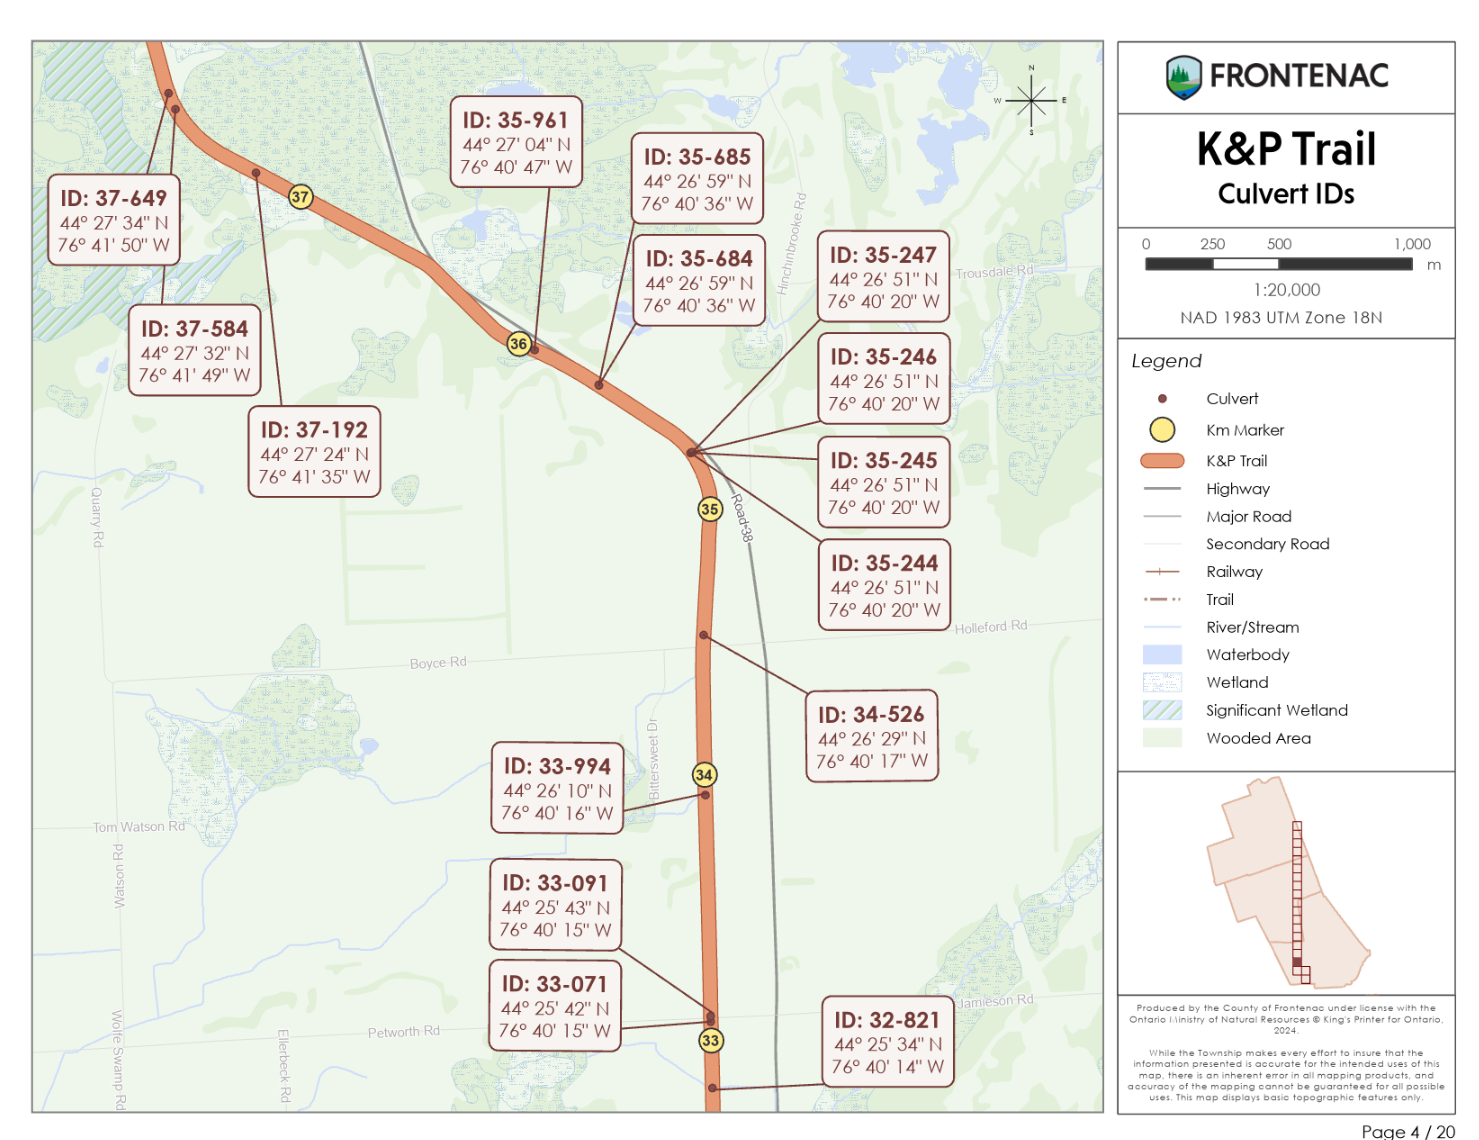 N
W
E
S
ID: 35-961
44° 27' 04" N
76° 40' 47" W
ID: 35-685
44° 26' 59" N
76° 40' 36" W
ID: 37-649
44° 27' 34" N
76° 41' 50" W
37
Hinchinbrooke Rd
ID: 35-684
44° 26' 59" N
76° 40' 36" W
ID: 35-247
44° 26' 51" N
76° 40' 20" W
Trousdale Rd
ID: 37-584
44° 27' 32" N
76° 41' 49" W
36
ID: 35-246
44° 26' 51" N
76° 40' 20" W
ID: 37-192
44° 27' 24" N
76° 41' 35" W
ID: 35-245
44° 26' 51" N
76° 40' 20" W
Quarry Rd
35
Road 38
ID: 35-244
44° 26' 51" N
76° 40' 20" W
Holleford Rd
Boyce Rd
ID: 34-526
44° 26' 29" N
76° 40' 17" W
Bittersweet Dr
ID: 33-994
44° 26' 10" N
76° 40' 16" W
34
Tom Watson Rd
Watson Rd
ID: 33-091
44° 25' 43" N
76° 40' 15" W
ID: 33-071
44° 25' 42" N
76° 40' 15" W
Jamieson Rd
Petworth Rd
33
ID: 32-821
44° 25' 34" N
76° 40' 14" W
Wolfe Swamp Rd
Ellerbeck Rd
FRONTENAC
K&P Trail
Culvert IDs
0 250 500 1,000
m
1:20,000
NAD 1983 UTM Zone 18N
Legend
Culvert
Km Marker
K&P Trail
Highway
Major Road
Secondary Road
Railway
Trail
River/Stream
Waterbody
Wetland
Significant Wetland
Wooded Area
Produced by the County of Frontenac under license with the
Ontario Ministry of Natural Resources © King's Printer for Ontario,
2024.
While the Township makes every effort to insure that the
information presented is accurate for the intended uses of this
map, there is an inherent error in all mapping products, and
accuracy of the mapping cannot be guaranteed for all possible
uses. This map displays basic topographic features only.
Page 4 / 20